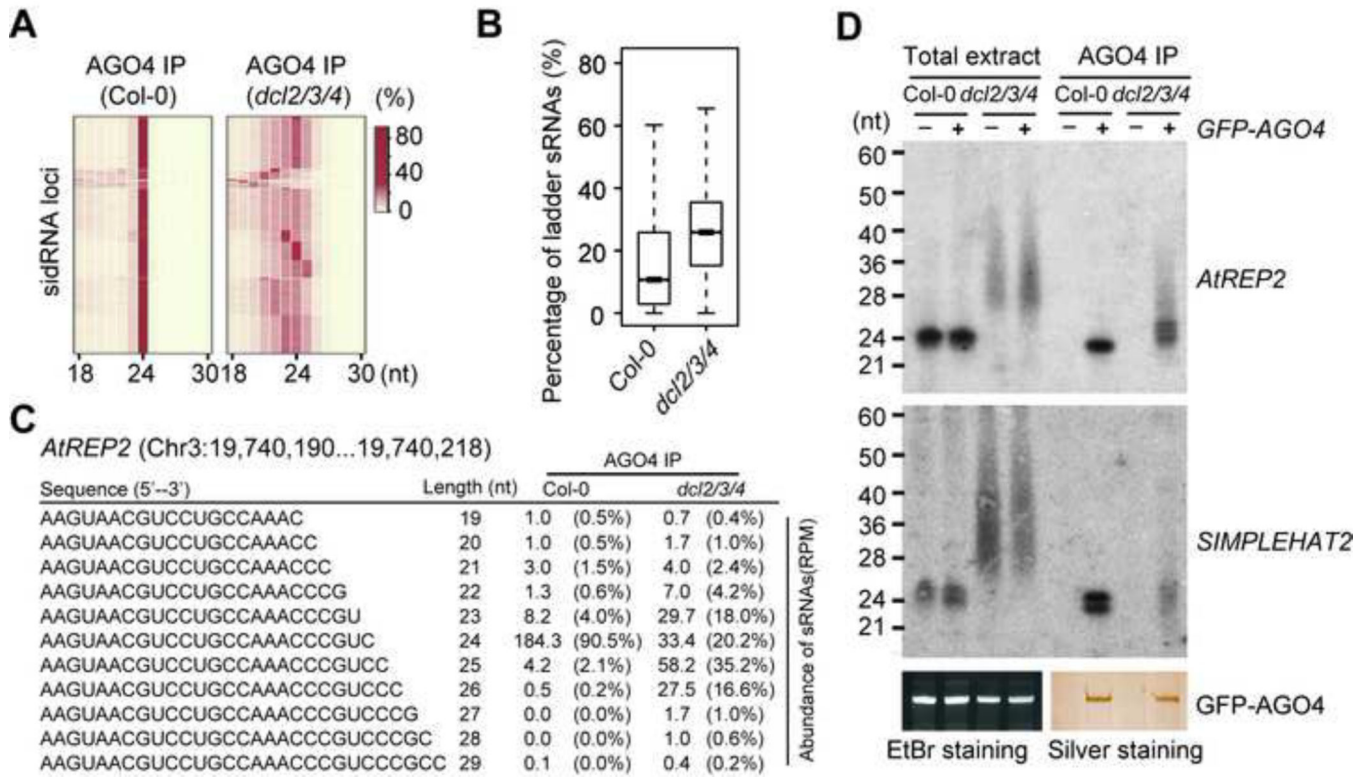 A
AGO4 IP
(Col-0)
AGO4 IP
(dcl2/3/4)
(%)
80
40
0
sidRNA loci
18 24 30 18 24 30 (nt)
B
Percentage of ladder sRNAs (%)
80
60
40
20
0
Col-0
dcl2/3/4
C
AtREP2 (Chr3:19,740,190...19,740,218)
AGO4 IP
Sequence (5'--3') Length (nt) Col-0 dcl2/3/4
AAGUAACGUCCUGCCAAAC 19 1.0 (0.5%) 0.7 (0.4%)
AAGUAACGUCCUGCCAAACC 20 1.0 (0.5%) 1.7 (1.0%)
AAGUAACGUCCUGCCAAACCC 21 3.0 (1.5%) 4.0 (2.4%)
AAGUAACGUCCUGCCAAACCCG 22 1.3 (0.6%) 7.0 (4.2%)
AAGUAACGUCCUGCCAAACCCGU 23 8.2 (4.0%) 29.7 (18.0%)
AAGUAACGUCCUGCCAAACCCGUC 24 184.3 (90.5%) 33.4 (20.2%)
AAGUAACGUCCUGCCAAACCCGUCC 25 4.2 (2.1%) 58.2 (35.2%)
AAGUAACGUCCUGCCAAACCCGUCCC 26 0.5 (0.2%) 27.5 (16.6%)
AAGUAACGUCCUGCCAAACCCGUCCCG 27 0.0 (0.0%) 1.7 (1.0%)
AAGUAACGUCCUGCCAAACCCGUCCCGC 28 0.0 (0.0%) 1.0 (0.6%)
AAGUAACGUCCUGCCAAACCCGUCCCGCC 29 0.1 (0.0%) 0.4 (0.2%)
Abundance of sRNAs(RPM)
D
Total extract AGO4 IP
Col-0 dcl2/3/4 Col-0 dcl2/3/4
(nt) – + – + – + – + GFP-AGO4
60
50
40
36
28
24
21
AtREP2
60
50
40
36
28
24
21
SIMPLEHAT2
GFP-AGO4
EtBr staining Silver staining